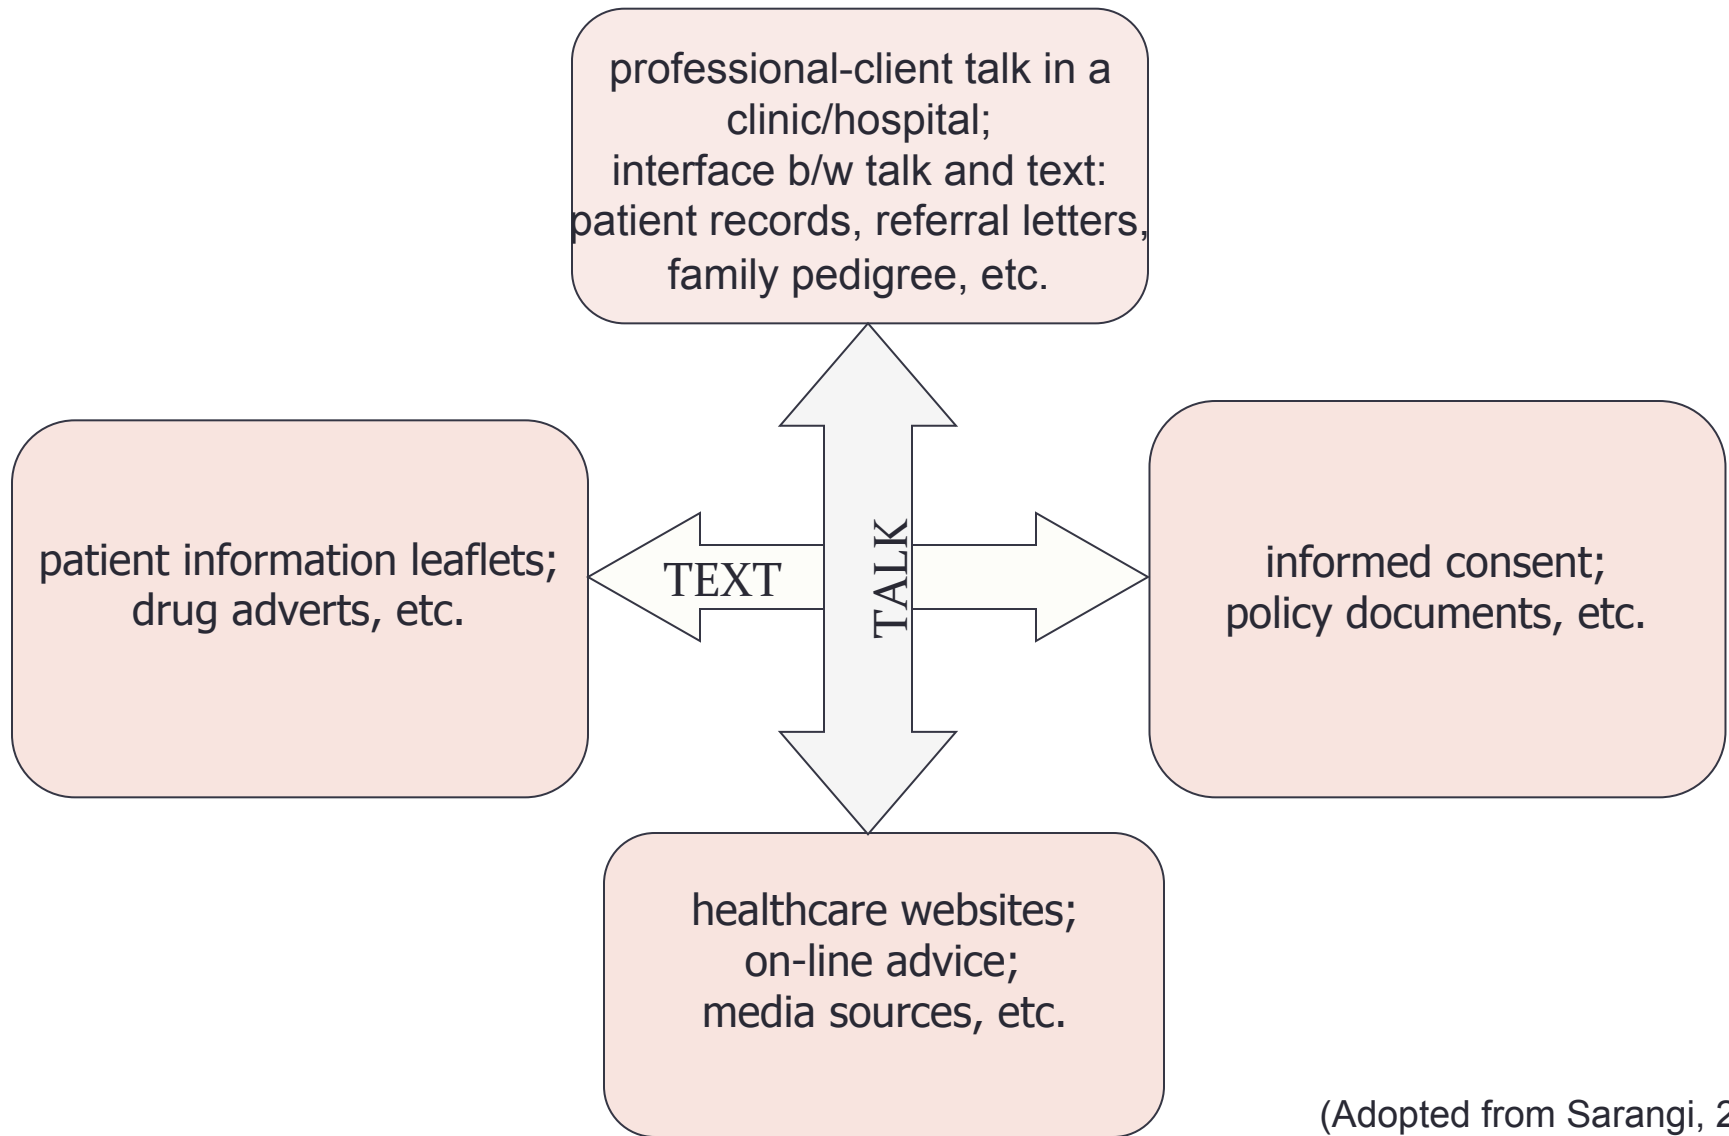 professional-client talk in a
clinic/hospital;
interface b/w talk and text:
patient records, referral letters,
family pedigree, etc.
patient information leaflets;
drug adverts, etc.
TEXT
TALK
informed consent;
policy documents, etc.
healthcare websites;
on-line advice;
media sources, etc.
(Adopted from Sarangi,